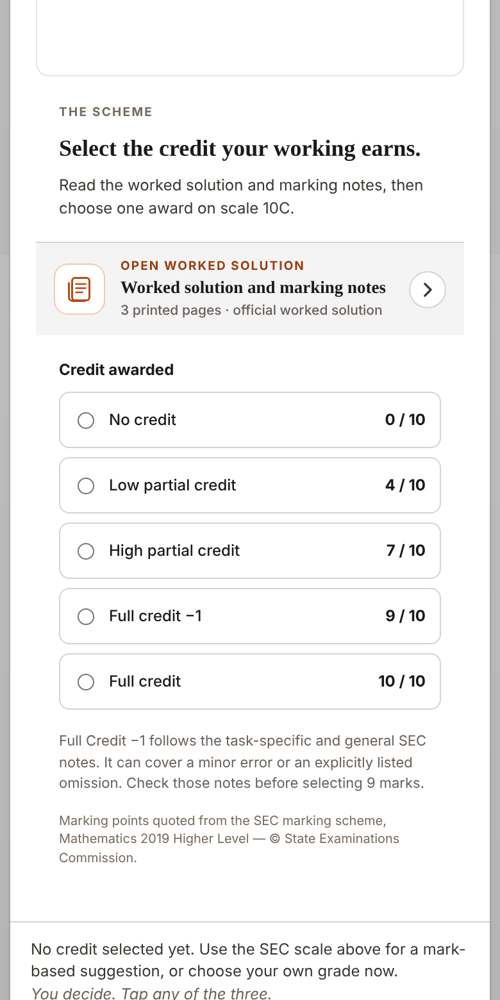 THE SCHEME
Select the credit your working earns.
Read the worked solution and marking notes, then
choose one award on scale 10C.
OPEN WORKED SOLUTION
Worked solution and marking notes
3 printed pages · official worked solution
Credit awarded
No credit 0 / 10
Low partial credit 4 / 10
High partial credit 7 / 10
Full credit −1 9 / 10
Full credit 10 / 10
Full Credit −1 follows the task-specific and general SEC
notes. It can cover a minor error or an explicitly listed
omission. Check those notes before selecting 9 marks.
Marking points quoted from the SEC marking scheme,
Mathematics 2019 Higher Level — © State Examinations
Commission.
No credit selected yet. Use the SEC scale above for a mark-
based suggestion, or choose your own grade now.
You decide. Tap any of the three.